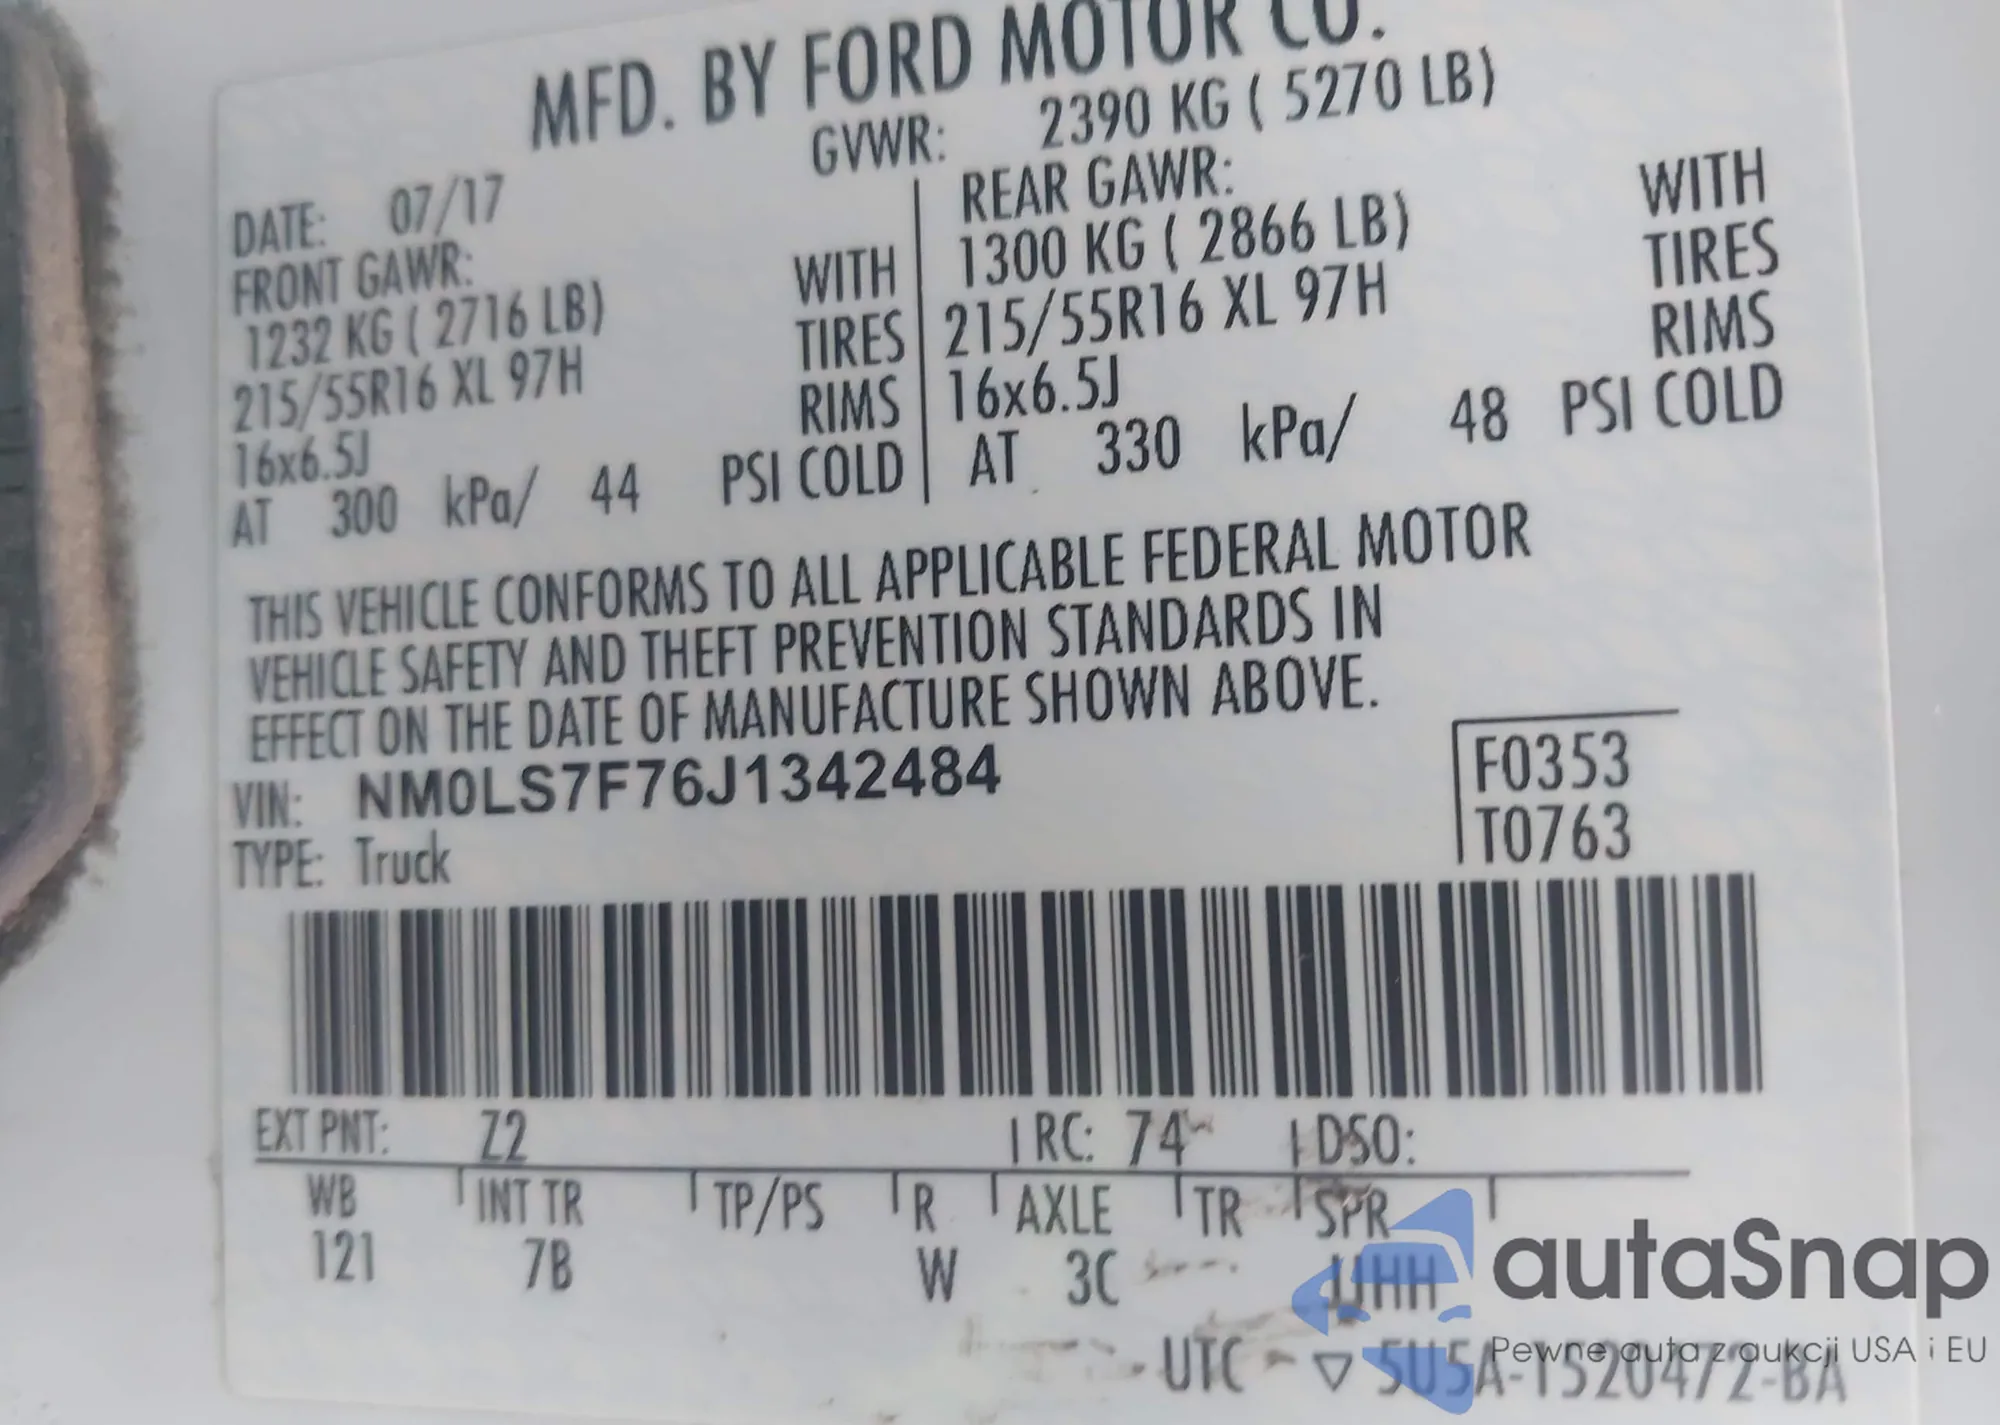 MFD. BY FORD MOTOR CO.
GVWR: 2390 KG ( 5270 LB)
DATE: 07/17
FRONT GAWR:
1232 KG ( 2716 LB) WITH
215/55R16 XL 97H TIRES
16x6.5J RIMS
AT 300 kPa/ 44 PSI COLD
REAR GAWR: WITH
1300 KG ( 2866 LB) TIRES
215/55R16 XL 97H RIMS
16x6.5J
AT 330 kPa/ 48 PSI COLD
THIS VEHICLE CONFORMS TO ALL APPLICABLE FEDERAL MOTOR
VEHICLE SAFETY AND THEFT PREVENTION STANDARDS IN
EFFECT ON THE DATE OF MANUFACTURE SHOWN ABOVE.
VIN: NM0LS7F76J1342484
TYPE: Truck
F0353
T0763
EXT PNT: Z2 RC: 74 DSO:
WB INT TR TP/PS R AXLE TR SPR
121 7B W 3C JJHH
UTC ▽ 5U5A-1520472-BA
autaSnap
Pewne auta z aukcji USA i EU